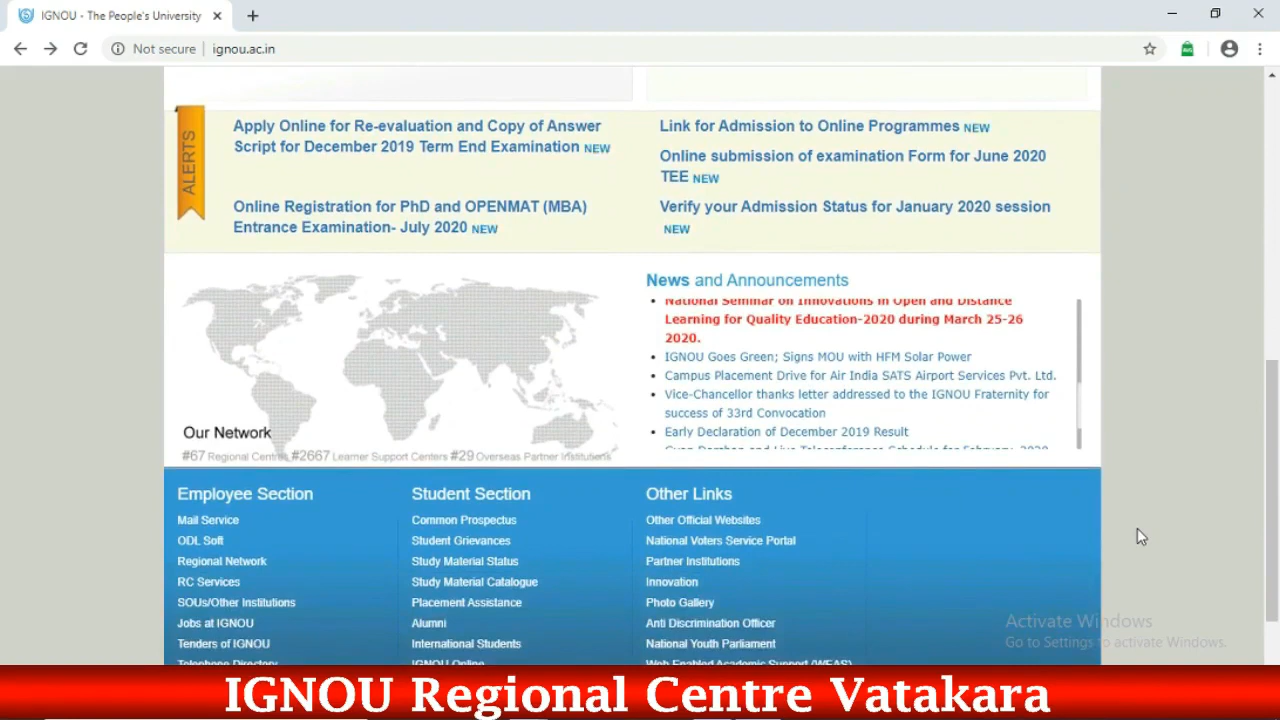 IGNOU - The People's University
Not secure
ignou.ac.in
ALERTS
Apply Online for Re-evaluation and Copy of Answer
Script for December 2019 Term End Examination NEW
Online Registration for PhD and OPENMAT (MBA)
Entrance Examination- July 2020 NEW
Link for Admission to Online Programmes NEW
Online submission of examination Form for June 2020
TEE NEW
Verify your Admission Status for January 2020 session
NEW
Our Network
#67 Regional Centres #2667 Learner Support Centers #29 Overseas Partner Institutions
News and Announcements
National Seminar on Innovations in Open and Distance
Learning for Quality Education-2020 during March 25-26
2020.
IGNOU Goes Green; Signs MOU with HFM Solar Power
Campus Placement Drive for Air India SATS Airport Services Pvt. Ltd.
Vice-Chancellor thanks letter addressed to the IGNOU Fraternity for
success of 33rd Convocation
Early Declaration of December 2019 Result
Gyan Darshan and Live Teleconference Schedule for February, 2020
Employee Section
Mail Service
ODL Soft
Regional Network
RC Services
SOUs/Other Institutions
Jobs at IGNOU
Tenders of IGNOU
Telephone Directory
Student Section
Common Prospectus
Student Grievances
Study Material Status
Study Material Catalogue
Placement Assistance
Alumni
International Students
IGNOU Online
Other Links
Other Official Websites
National Voters Service Portal
Partner Institutions
Innovation
Photo Gallery
Anti Discrimination Officer
National Youth Parliament
Web Enabled Academic Support (WEAS)
Activate Windows
Go to Settings to activate Windows.
IGNOU Regional Centre Vatakara